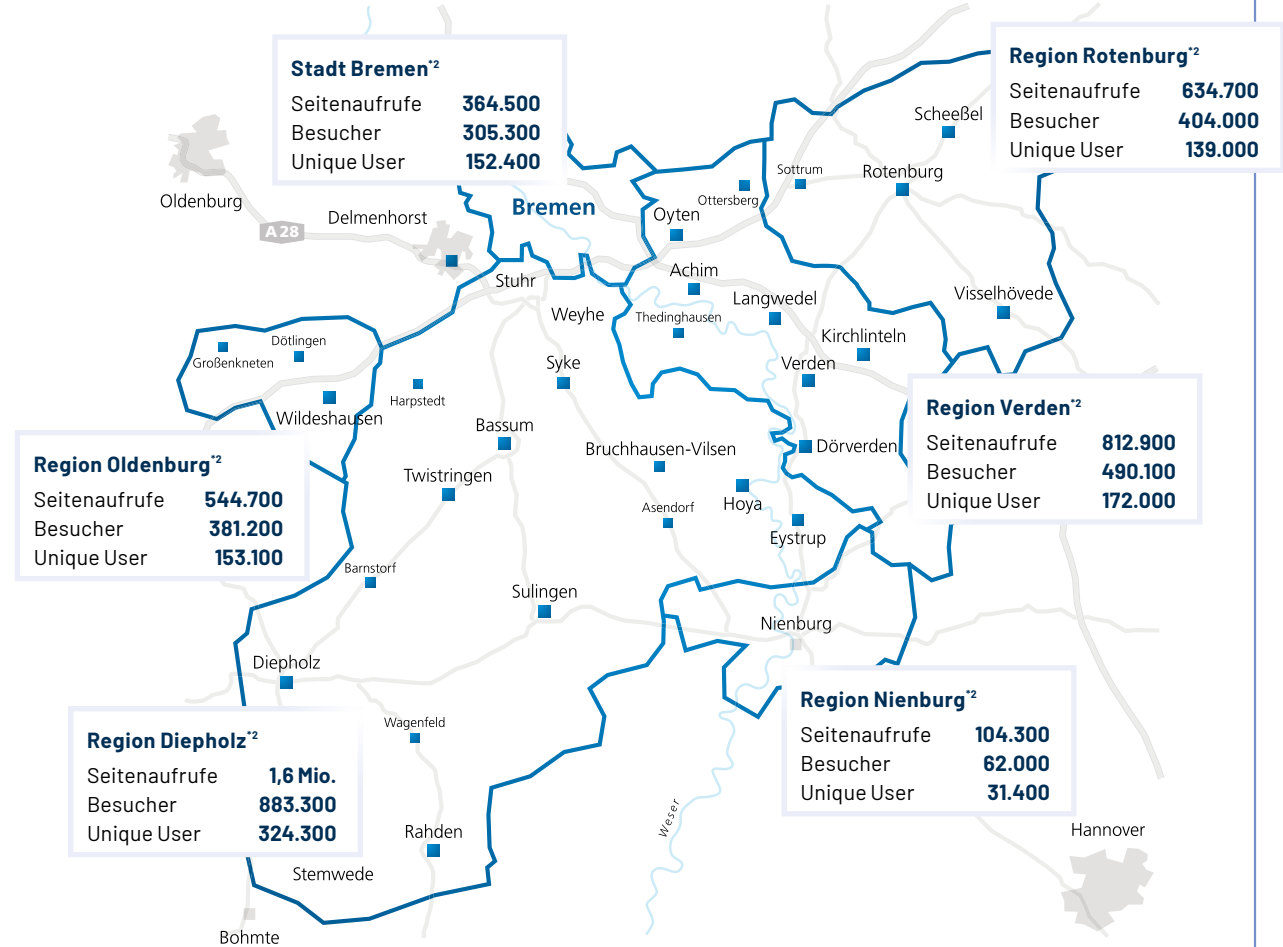 Stadt Bremen*2
Seitenaufrufe 364.500
Besucher 305.300
Unique User 152.400
Region Rotenburg*2
Seitenaufrufe 634.700
Besucher 404.000
Unique User 139.000
Scheeßel
Sottrum
Rotenburg
Oldenburg
Ottersberg
Bremen
Delmenhorst
Oyten
A 28
Achim
Stuhr
Langwedel
Visselhövede
Weyhe
Thedinghausen
Kirchlinteln
Dötlingen
Großenkneten
Syke
Verden
Harpstedt
Wildeshausen
Region Verden*2
Seitenaufrufe 812.900
Besucher 490.100
Unique User 172.000
Bassum
Bruchhausen-Vilsen
Dörverden
Region Oldenburg*2
Seitenaufrufe 544.700
Besucher 381.200
Unique User 153.100
Twistringen
Hoya
Asendorf
Eystrup
Barnstorf
Sulingen
Nienburg
Diepholz
Region Nienburg*2
Seitenaufrufe 104.300
Besucher 62.000
Unique User 31.400
Wagenfeld
Region Diepholz*2
Seitenaufrufe 1,6 Mio.
Besucher 883.300
Unique User 324.300
Weser
Rahden
Hannover
Stemwede
Bohmte